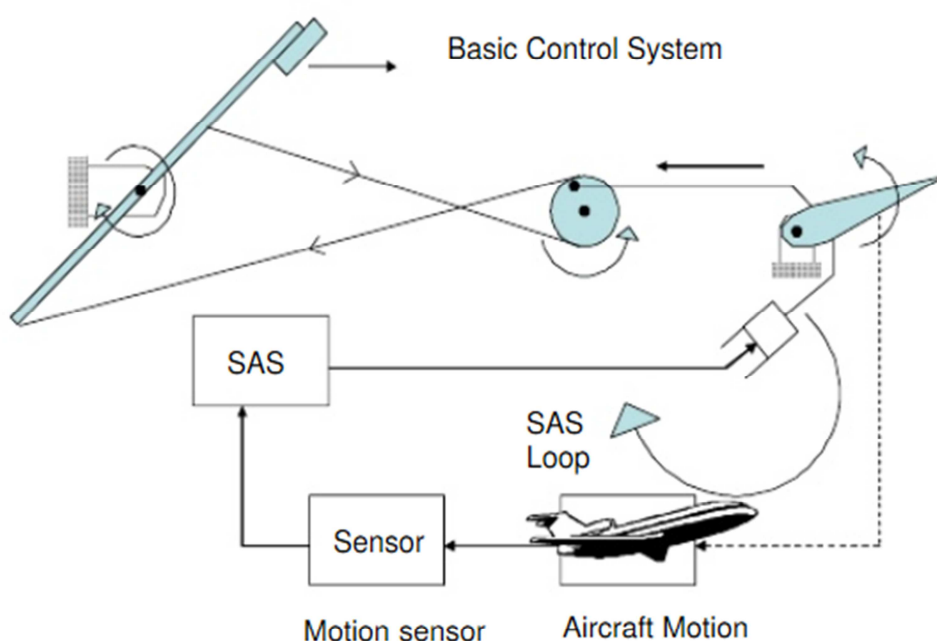 Basic Control System
SAS
SAS
Loop
Sensor
Motion sensor
Aircraft Motion